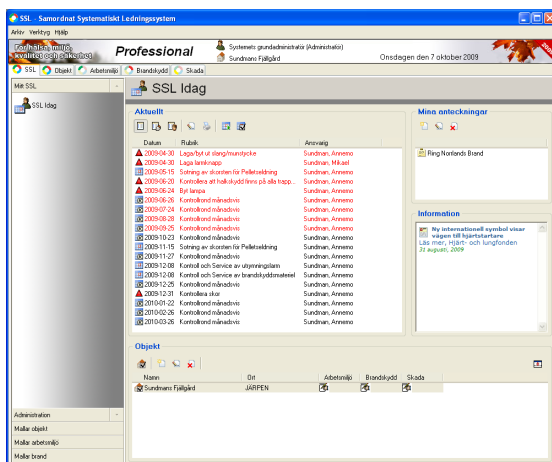 SSL - Samordnat Systematiskt Ledningssystem
Arkiv Verktyg Hjälp
För hälsa, miljö,
kvalitet och säkerhet
Professional
Systemets grundadministratör (Administratör)
Sundmans Fjällgård
Onsdagen den 7 oktober 2009
SSL Objekt Arbetsmiljö Brandskydd Skada
Mitt SSL
SSL Idag
SSL Idag
Aktuellt
Datum Rubrik Ansvarig
2009-04-30 Laga/byt ut slang/munstycke Sundman, Annemo
2009-04-30 Laga larmknapp Sundman, Mikael
2009-05-15 Sotning av skorsten för Pelletseldning Sundman, Annemo
2009-06-20 Kontrollera att halkskydd finns på alla trapp... Sundman, Annemo
2009-06-24 Byt lampa Sundman, Annemo
2009-06-26 Kontrollrond månadsvis Sundman, Annemo
2009-07-24 Kontrollrond månadsvis Sundman, Annemo
2009-08-28 Kontrollrond månadsvis Sundman, Annemo
2009-09-25 Kontrollrond månadsvis Sundman, Annemo
2009-10-23 Kontrollrond månadsvis Sundman, Annemo
2009-11-15 Sotning av skorsten för Pelletseldning Sundman, Annemo
2009-11-27 Kontrollrond månadsvis Sundman, Annemo
2009-12-08 Kontroll och Service av utrymningslarm Sundman, Annemo
2009-12-08 Kontroll och Service av brandskyddsmateriel Sundman, Annemo
2009-12-25 Kontrollrond månadsvis Sundman, Annemo
2009-12-31 Kontrollera skor Sundman, Annemo
2010-01-22 Kontrollrond månadsvis Sundman, Annemo
2010-02-26 Kontrollrond månadsvis Sundman, Annemo
2010-03-26 Kontrollrond månadsvis Sundman, Annemo
Mina anteckningar
Ring Norrlands Brand
Information
Ny internationell symbol visar
vägen till hjärtstartare
Läs mer, Hjärt- och lungfonden
31 augusti, 2009
Objekt
Namn Ort Arbetsmiljö Brandskydd Skada
Sundmans Fjällgård JÄRPEN
Administration
Mallar objekt
Mallar arbetsmiljö
Mallar brand